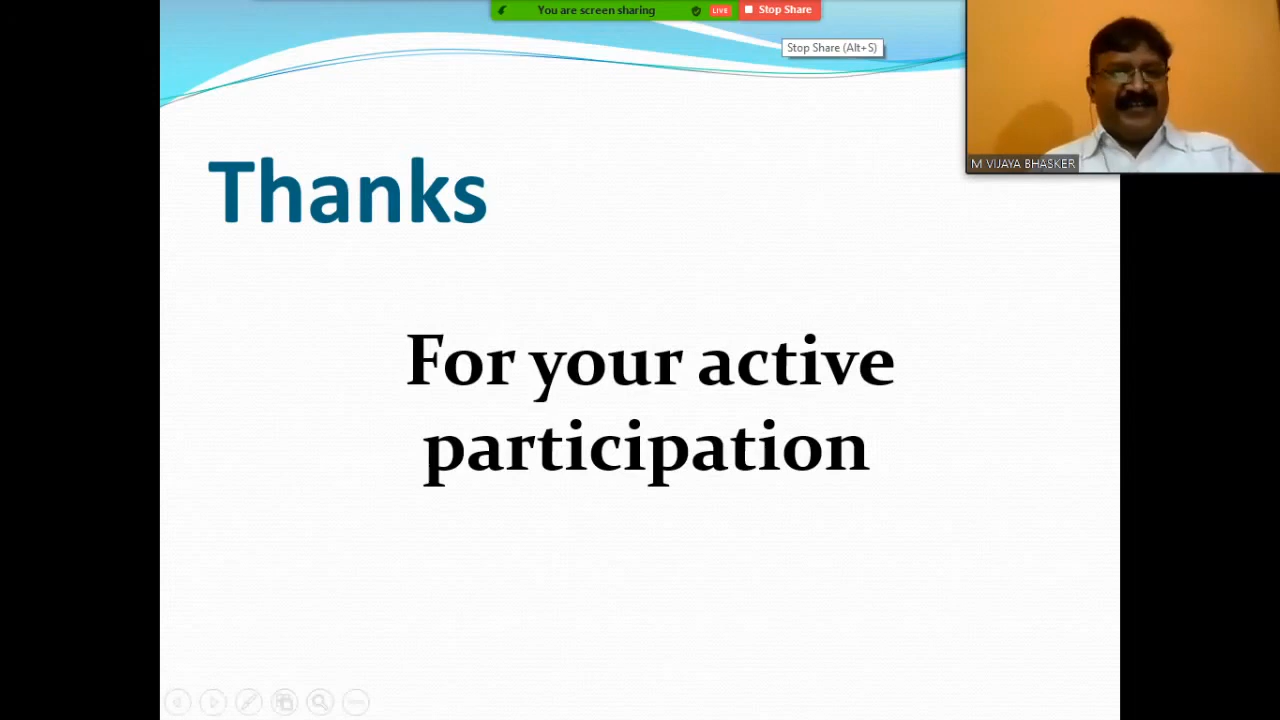 You are screen sharing
LIVE
Stop Share
Stop Share (Alt+S)
M VIJAYA BHASKER
Thanks
For your active
participation